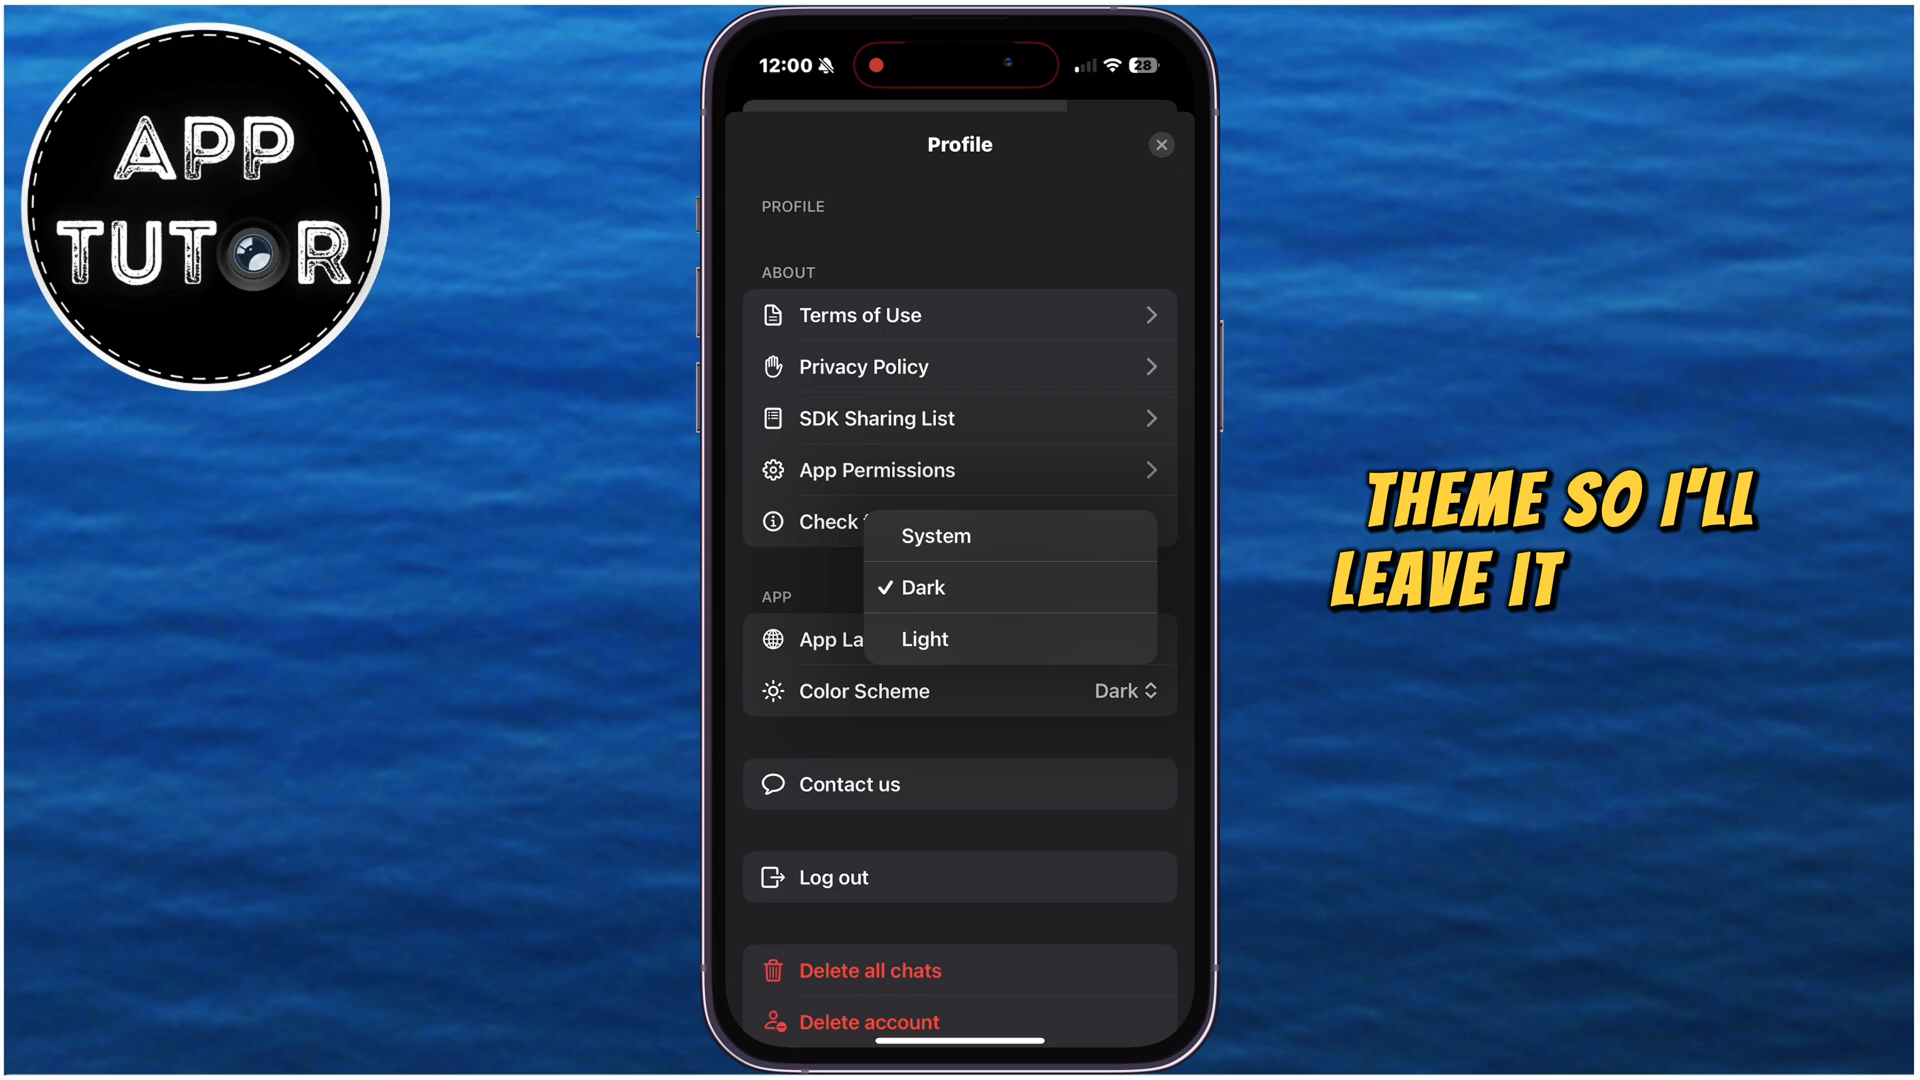 APP
TUTOR
12:00
28
Profile
PROFILE
ABOUT
Terms of Use
Privacy Policy
SDK Sharing List
App Permissions
Check
System
Dark
Light
APP
App La
Color Scheme
Dark
Contact us
Log out
Delete all chats
Delete account
THEME SO I'LL
LEAVE IT